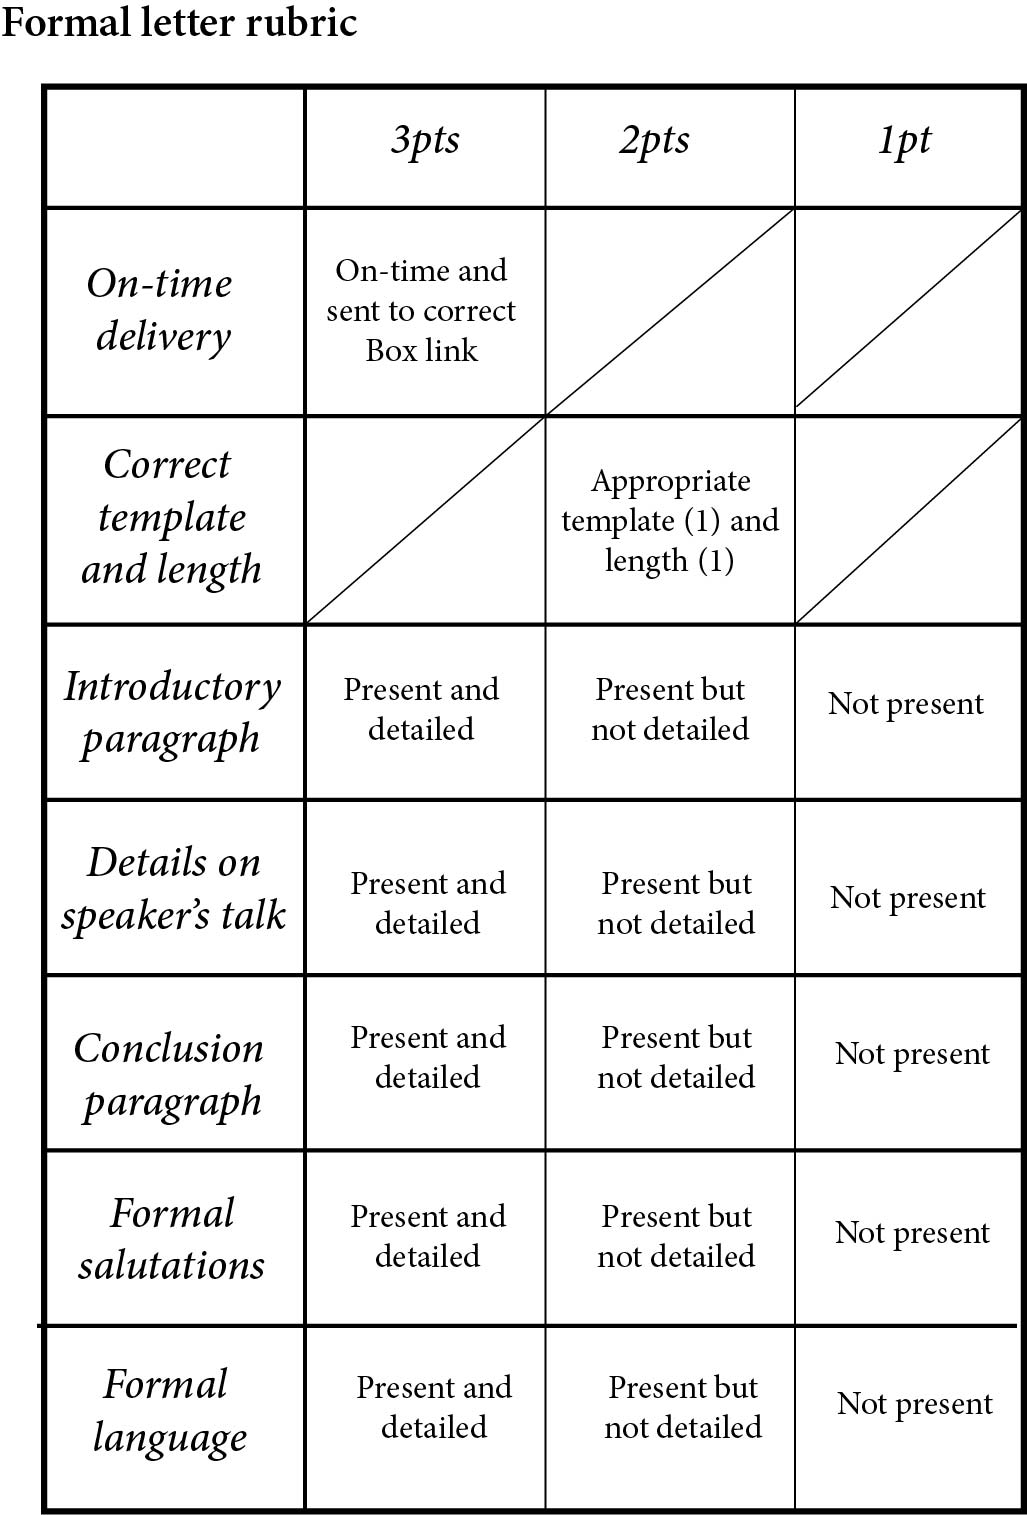 Formal letter rubric
3pts 2pts 1pt
On-time
delivery
On-time and
sent to correct
Box link
Correct
template
and length
Appropriate
template (1) and
length (1)
Introductory
paragraph
Present and
detailed
Present but
not detailed
Not present
Details on
speaker’s talk
Present and
detailed
Present but
not detailed
Not present
Conclusion
paragraph
Present and
detailed
Present but
not detailed
Not present
Formal
salutations
Present and
detailed
Present but
not detailed
Not present
Formal
language
Present and
detailed
Present but
not detailed
Not present